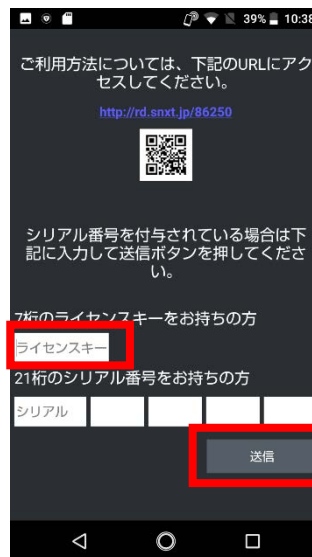 39% 10:38
ご利用方法については、下記のURLにアク
セスしてください。
http://rd.snxt.jp/86250
シリアル番号を付与されている場合は下
記に入力して送信ボタンを押してくださ
い。
7桁のライセンスキーをお持ちの方
ライセンスキー
21桁のシリアル番号をお持ちの方
シリアル
送信